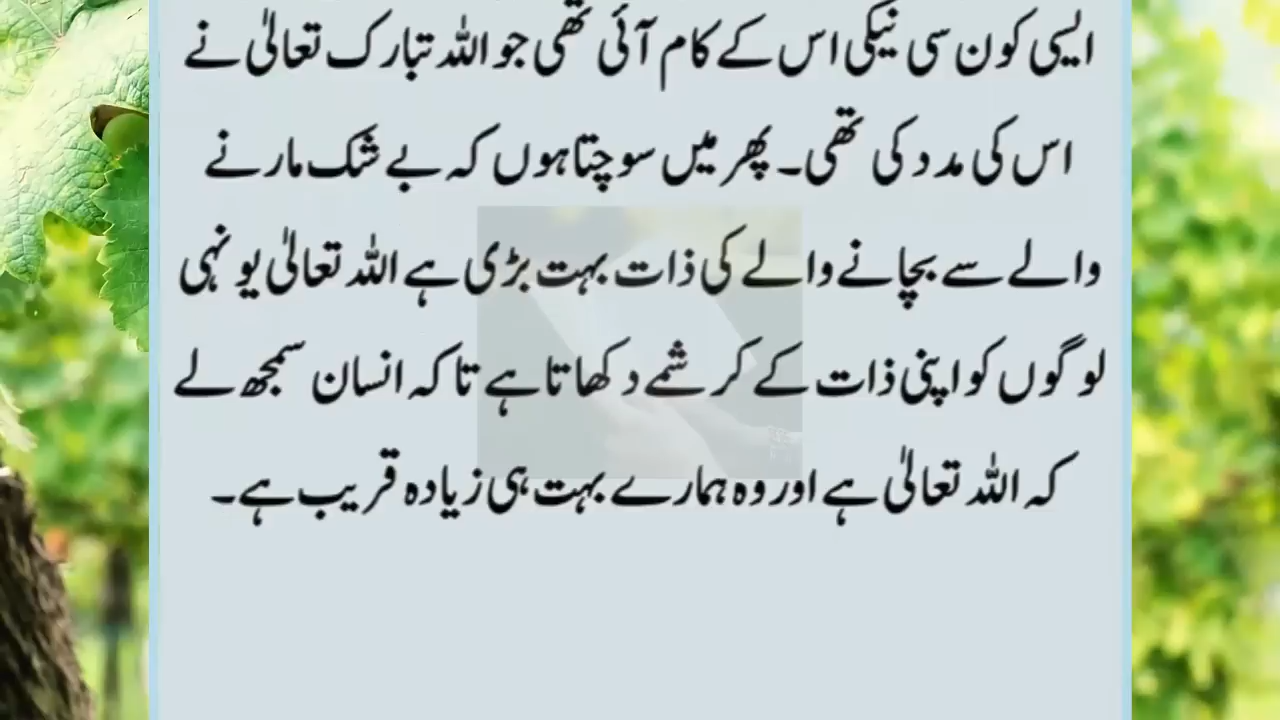 ایسی کون سی نیکی اس کے کام آئی تھی جو اللہ تبارک تعالیٰ نے
اس کی مدد کی تھی۔ پھر میں سوچتا ہوں کہ بے شک مارنے
والے سے بچانے والے کی ذات بہت بڑی ہے اللہ تعالیٰ یونہی
لوگوں کو اپنی ذات کے کرشمے دکھاتا ہے تاکہ انسان سمجھ لے
کہ اللہ تعالیٰ ہے اور وہ ہمارے بہت ہی زیادہ قریب ہے۔